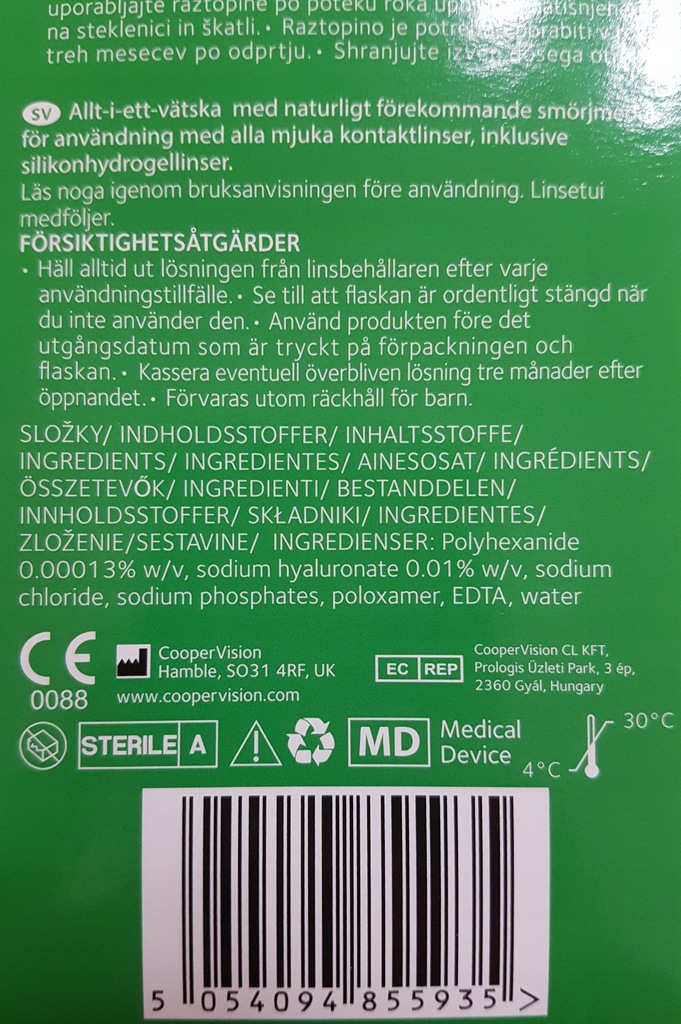 uporabljajte raztopine po poteku roka
na steklenici in škatli. • Raztopino je
treh mesecev po odprtju. • Shranjujte
SV Allt-i-ett-vätska med naturligt förekommande
för användning med alla mjuka kontaktlinser, inklusive
silikonhydrogellinser.
Läs noga igenom bruksanvisningen före användning. Linsetui
medföljer.
FÖRSIKTIGHETSÅTGÄRDER
• Häll alltid ut lösningen från linsbehållaren efter varje
användningstillfälle. • Se till att flaskan är ordentligt stängd när
du inte använder den. • Använd produkten före det
utgångsdatum som är tryckt på förpackningen och
flaskan. • Kassera eventuell överbliven lösning tre månader efter
öppnandet. • Förvaras utom räckhåll för barn.
SLOŽKY/ INDHOLDSSTOFFER/ INHALTSSTOFFE/
INGREDIENTS/ INGREDIENTES/ AINESOSAT/ INGRÉDIENTS/
ÖSSZETEVŐK/ INGREDIENTI/ BESTANDDELEN/
INNHOLDSSTOFFER/ SKŁADNIKI/ INGREDIENTES/
ZLOŽENIE/SESTAVINE/ INGREDIENSER: Polyhexanide
0.00013% w/v, sodium hyaluronate 0.01% w/v, sodium
chloride, sodium phosphates, poloxamer, EDTA, water
CE
0088
CooperVision
Hamble, SO31 4RF, UK
www.coopervision.com
EC REP
CooperVision CL KFT,
Prologis Üzleti Park, 3 ép,
2360 Gyál, Hungary
STERILE A
MD
Medical
Device
4°C
30°C
5 054094 855935 >